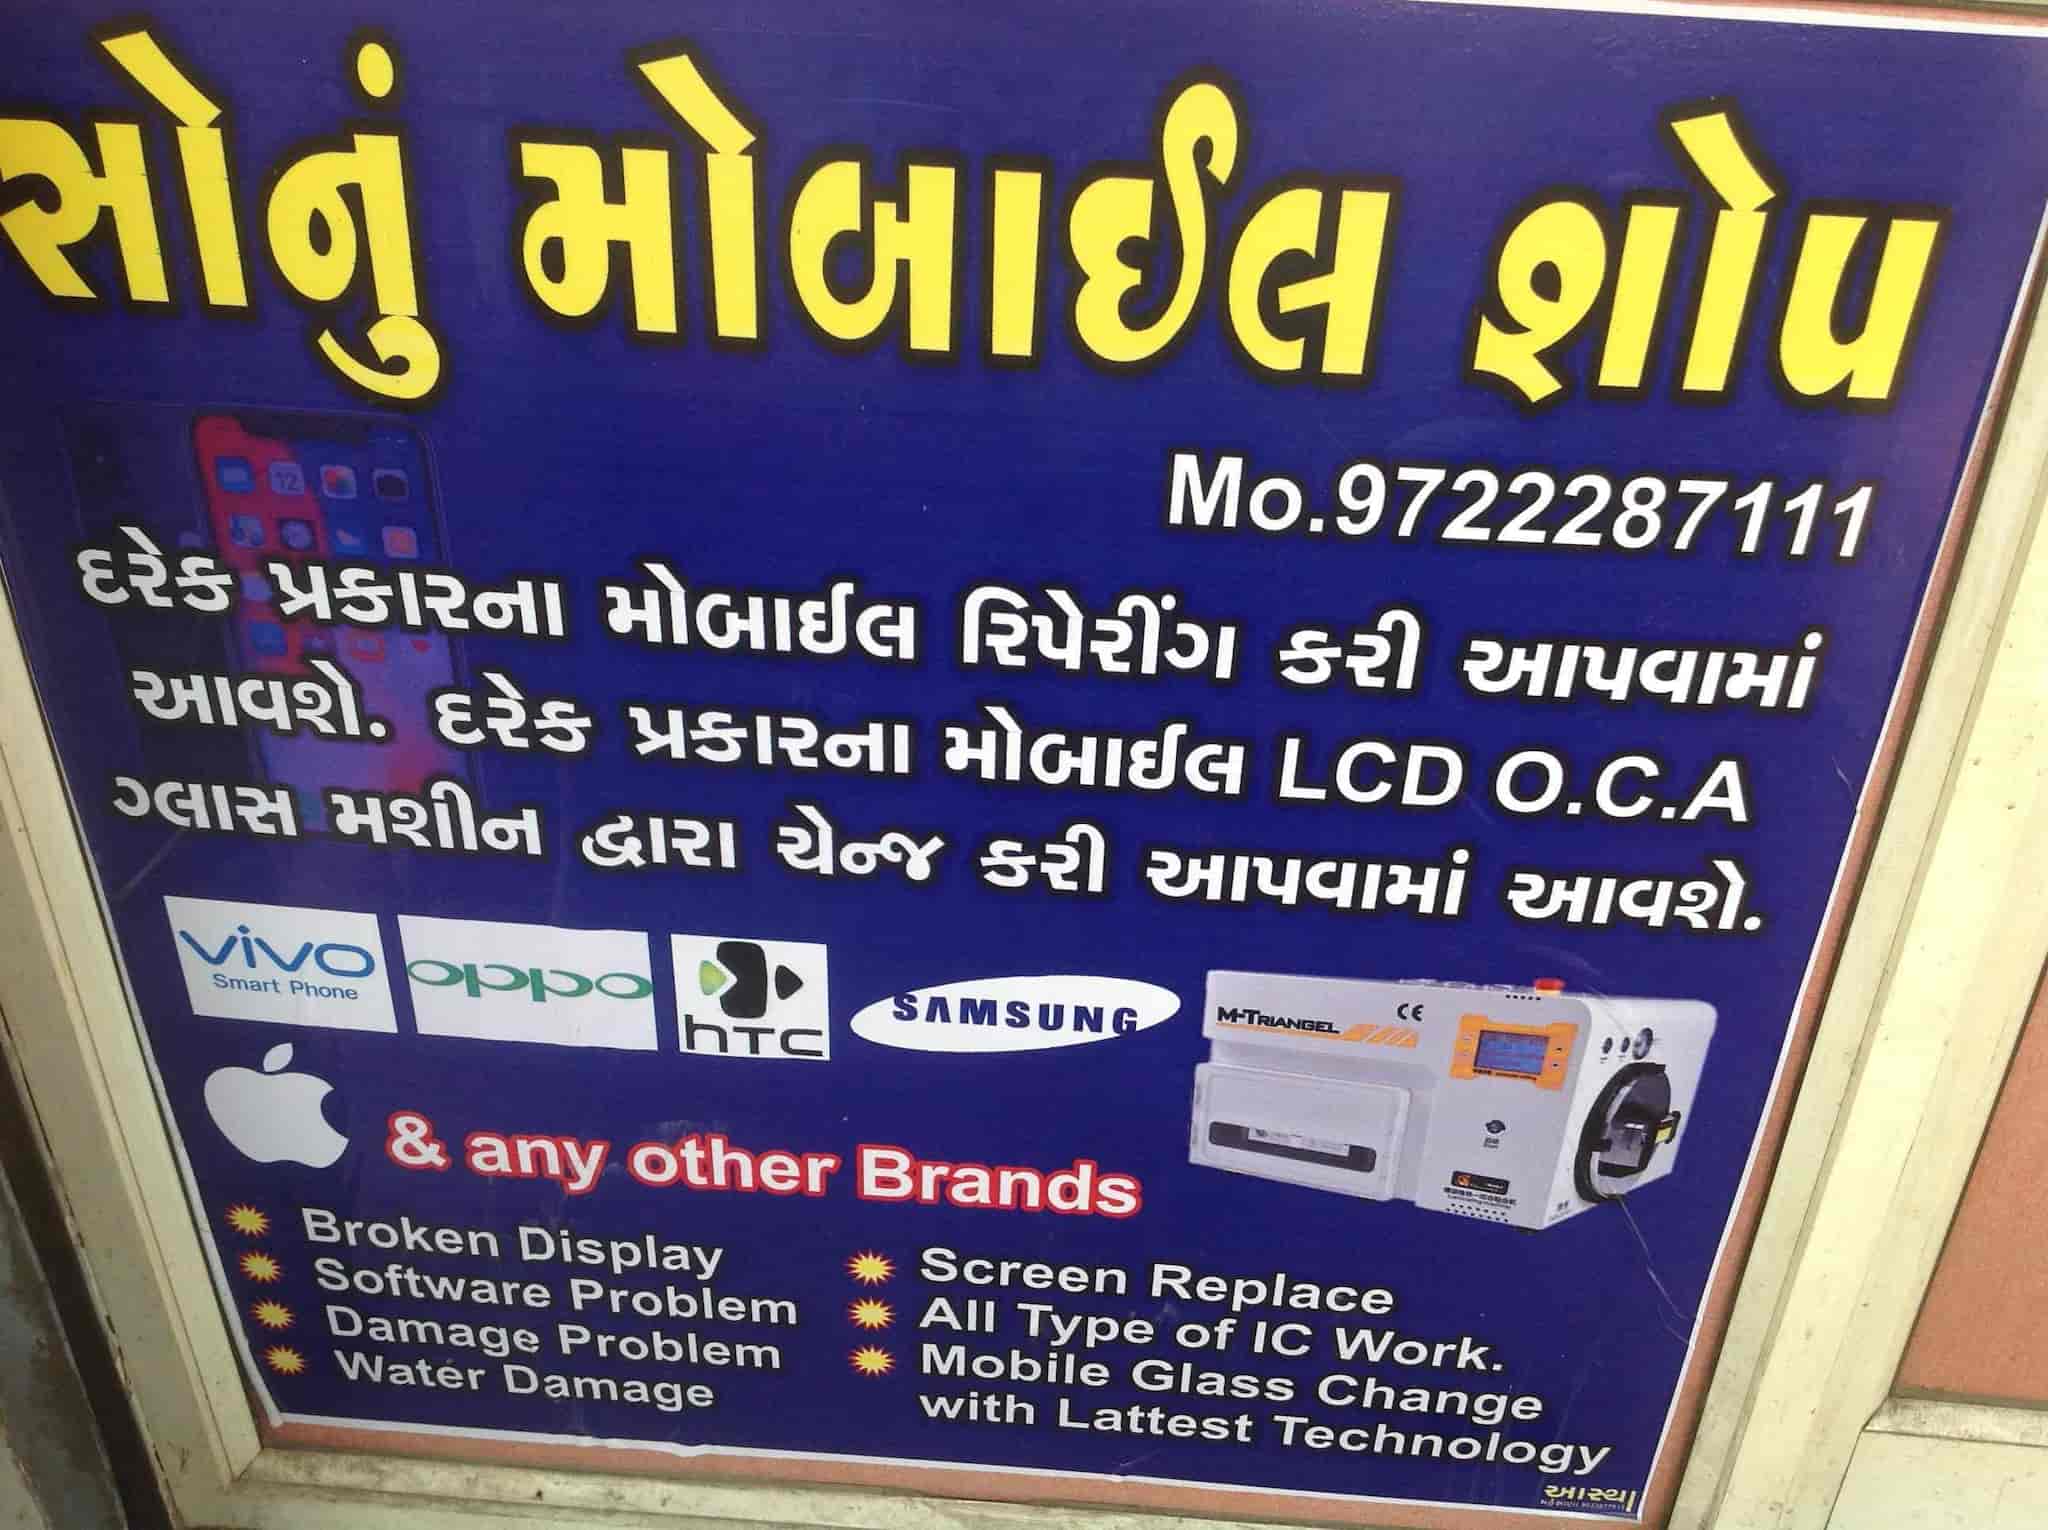 સોનું મોબાઈલ શોપ
Mo.9722287111
દરેક પ્રકારના મોબાઈલ રિપેરીંગ કરી આપવામાં
આવશે. દરેક પ્રકારના મોબાઈલ LCD O.C.A
ગ્લાસ મશીન દ્વારા ચેન્જ કરી આપવામાં આવશે.
vivo
Smart Phone
oppo
hTC
SAMSUNG
M-TRIANGEL
CE
& any other Brands
Broken Display
Software Problem
Damage Problem
Water Damage
Screen Replace
All Type of IC Work.
Mobile Glass Change
with Lattest Technology
આસ્થા